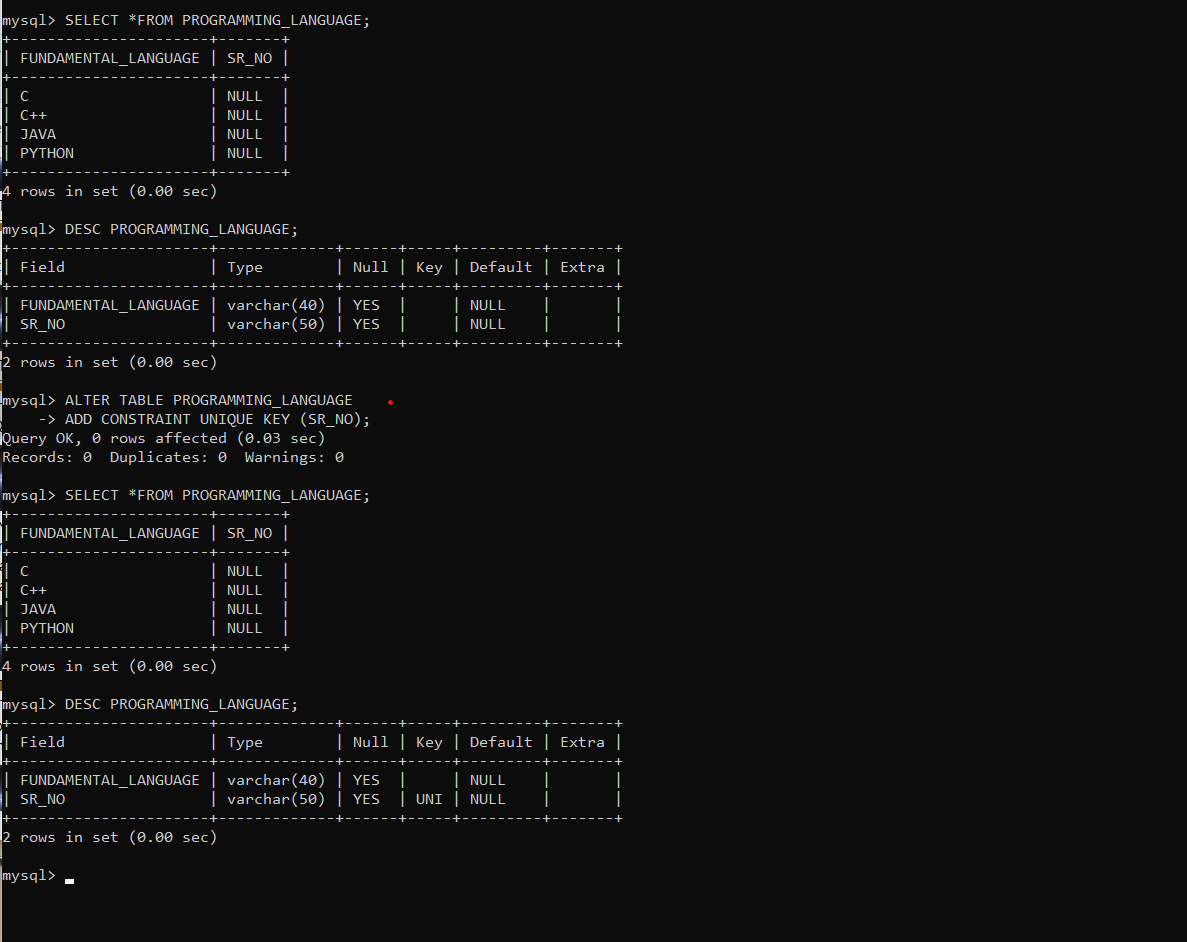 mysql> SELECT *FROM PROGRAMMING_LANGUAGE;
+----------------------+-------+
| FUNDAMENTAL_LANGUAGE | SR_NO |
+----------------------+-------+
| C                    | NULL  |
| C++                  | NULL  |
| JAVA                 | NULL  |
| PYTHON               | NULL  |
+----------------------+-------+
4 rows in set (0.00 sec)

mysql> DESC PROGRAMMING_LANGUAGE;
+----------------------+-------------+------+-----+---------+-------+
| Field                | Type        | Null | Key | Default | Extra |
+----------------------+-------------+------+-----+---------+-------+
| FUNDAMENTAL_LANGUAGE | varchar(40) | YES  |     | NULL    |       |
| SR_NO                | varchar(50) | YES  |     | NULL    |       |
+----------------------+-------------+------+-----+---------+-------+
2 rows in set (0.00 sec)

mysql> ALTER TABLE PROGRAMMING_LANGUAGE
    -> ADD CONSTRAINT UNIQUE KEY (SR_NO);
Query OK, 0 rows affected (0.03 sec)
Records: 0  Duplicates: 0  Warnings: 0

mysql> SELECT *FROM PROGRAMMING_LANGUAGE;
+----------------------+-------+
| FUNDAMENTAL_LANGUAGE | SR_NO |
+----------------------+-------+
| C                    | NULL  |
| C++                  | NULL  |
| JAVA                 | NULL  |
| PYTHON               | NULL  |
+----------------------+-------+
4 rows in set (0.00 sec)

mysql> DESC PROGRAMMING_LANGUAGE;
+----------------------+-------------+------+-----+---------+-------+
| Field                | Type        | Null | Key | Default | Extra |
+----------------------+-------------+------+-----+---------+-------+
| FUNDAMENTAL_LANGUAGE | varchar(40) | YES  |     | NULL    |       |
| SR_NO                | varchar(50) | YES  | UNI | NULL    |       |
+----------------------+-------------+------+-----+---------+-------+
2 rows in set (0.00 sec)

mysql>